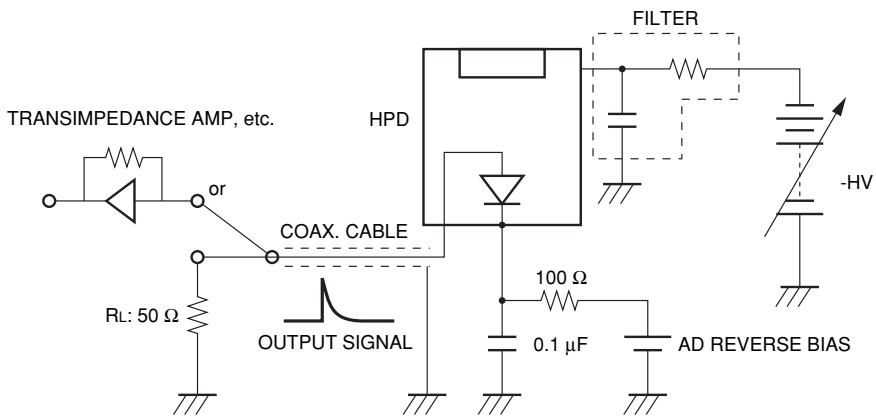 FILTER
TRANSIMPEDANCE AMP, etc.
HPD
or
-HV
COAX. CABLE
100 Ω
RL: 50 Ω
OUTPUT SIGNAL
0.1 μF
AD REVERSE BIAS